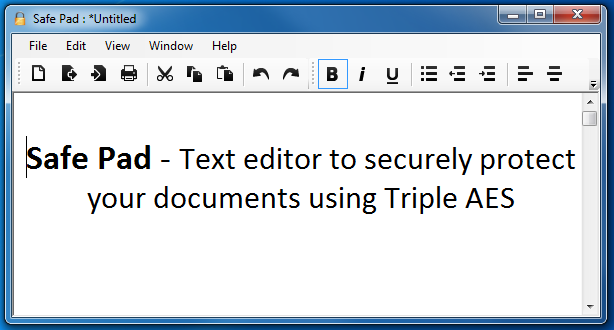 Safe Pad : *Untitled
File Edit View Window Help
B i U
Safe Pad - Text editor to securely protect
your documents using Triple AES